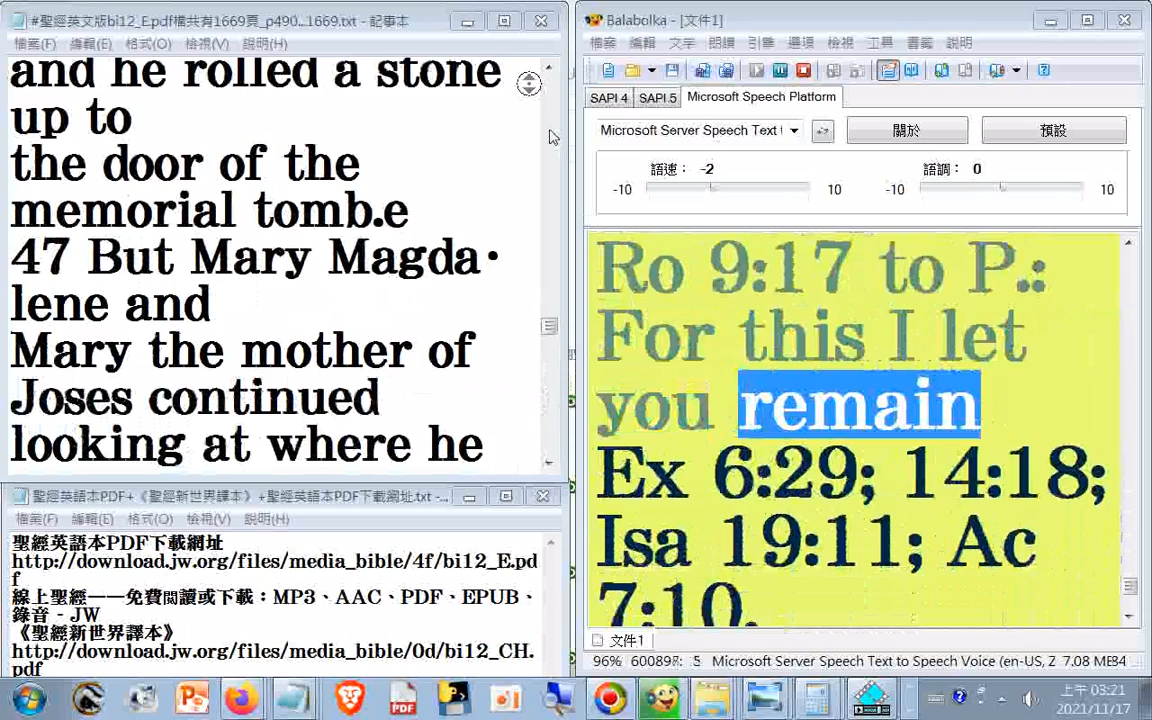 #聖經英文版bi12_E.pdf檔共有1669頁_p490...1669.txt - 記事本
檔案(F) 編輯(E) 格式(O) 檢視(V) 說明(H)
and he rolled a stone
up to
the door of the
memorial tomb.e
47 But Mary Magda·
lene and
Mary the mother of
Joses continued
looking at where he
聖經英語本PDF+《聖經新世界譯本》+聖經英語本PDF下載網址.txt -...
檔案(F) 編輯(E) 格式(O) 檢視(V) 說明(H)
聖經英語本PDF下載網址
http://download.jw.org/files/media_bible/4f/bi12_E.pd
f
線上聖經——免費閱讀或下載：MP3、AAC、PDF、EPUB、
錄音 - JW
《聖經新世界譯本》
http://download.jw.org/files/media_bible/0d/bi12_CH.
pdf
Balabolka - [文件1]
檔案 編輯 文字 朗讀 引擎 選項 檢視 工具 書籤 說明
SAPI 4 SAPI 5 Microsoft Speech Platform
Microsoft Server Speech Text 關於 預設
語速： -2 語調： 0
-10 10 -10 10
Ro 9:17 to P.:
For this I let
you remain
Ex 6:29; 14:18;
Isa 19:11; Ac
7:10.
文件1
96% Microsoft Server Speech Text to Speech Voice (en-US, Z 7.08 MB
上午 03:21
2021/11/17